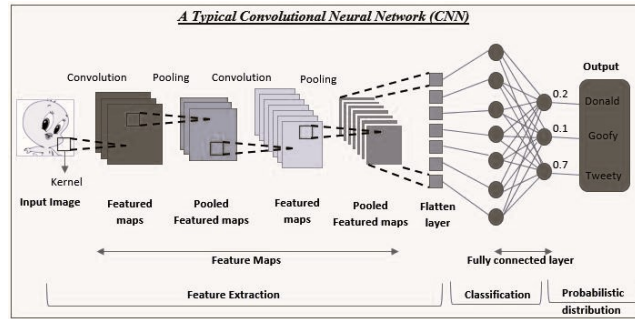 A Typical Convolutional Neural Network (CNN)
Convolution Pooling Convolution Pooling
Output
0.2 Donald
0.1 Goofy
0.7 Tweety
Kernel
Input Image
Featured maps
Pooled Featured maps
Featured maps
Pooled Featured maps
Flatten layer
Feature Maps
Fully connected layer
Feature Extraction
Classification
Probabilistic distribution